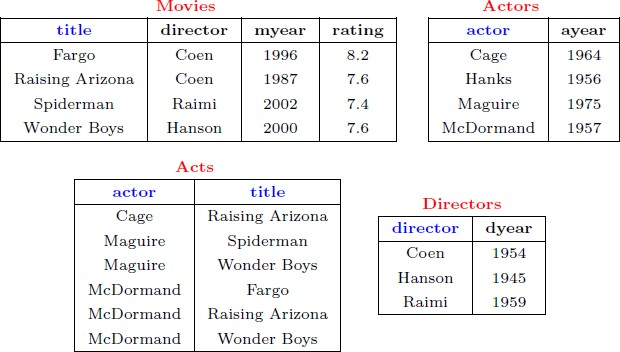 Movies
title director myear rating
Fargo Coen 1996 8.2
Raising Arizona Coen 1987 7.6
Spiderman Raimi 2002 7.4
Wonder Boys Hanson 2000 7.6
Actors
actor ayear
Cage 1964
Hanks 1956
Maguire 1975
McDormand 1957
Acts
actor title
Cage Raising Arizona
Maguire Spiderman
Maguire Wonder Boys
McDormand Fargo
McDormand Raising Arizona
McDormand Wonder Boys
Directors
director dyear
Coen 1954
Hanson 1945
Raimi 1959